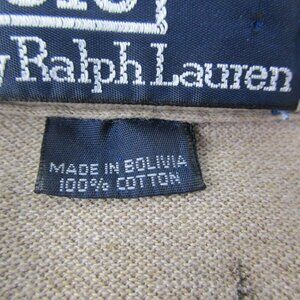 Ralph Lauren
MADE IN BOLIVIA
100% COTTON